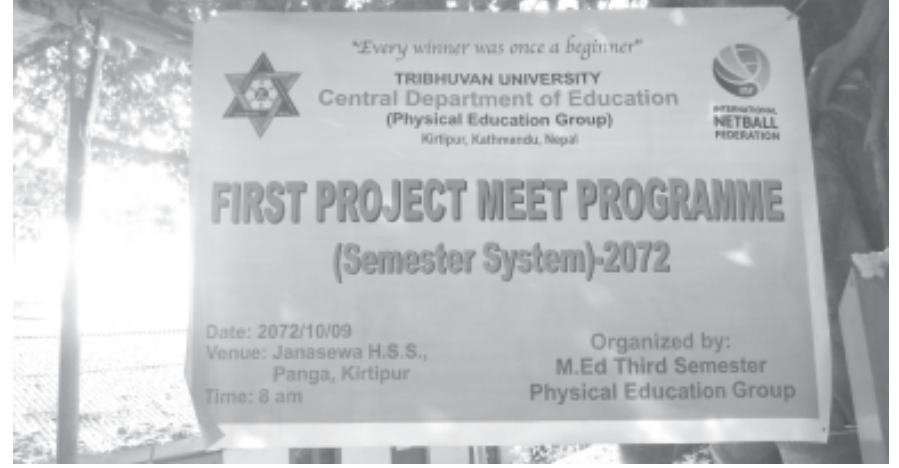 "Every winner was once a beginner"
TRIBHUVAN UNIVERSITY
Central Department of Education
(Physical Education Group)
Kirtipur, Kathmandu, Nepal
INTERNATIONAL
NETBALL
FEDERATION
FIRST PROJECT MEET PROGRAMME
(Semester System)-2072
Date: 2072/10/09
Venue: Janasewa H.S.S.,
Panga, Kirtipur
Time: 8 am
Organized by:
M.Ed Third Semester
Physical Education Group